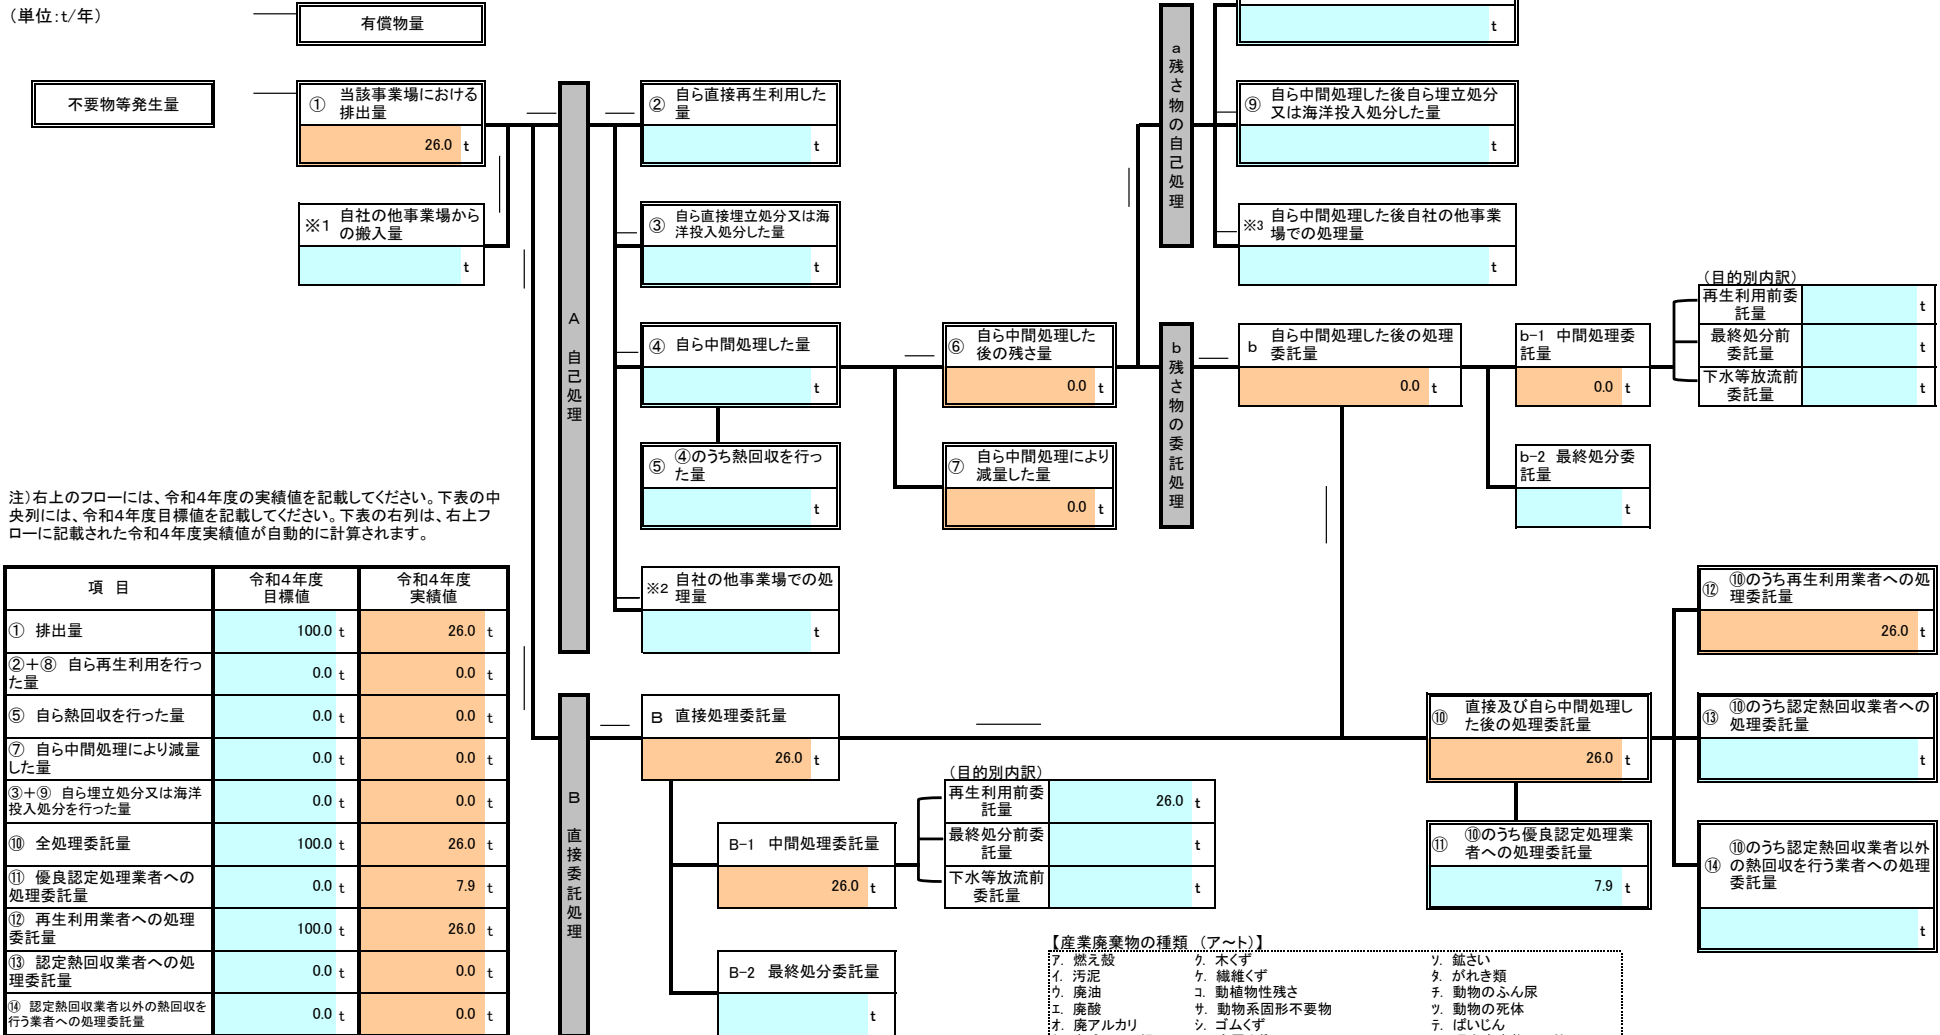 （単位：t/年）
有償物量
不要物等発生量
① 当該事業場における
排出量
26.0 t
※1 自社の他事業場から
の搬入量
t
A 自己処理
② 自ら直接再生利用した
量
t
③ 自ら直接埋立処分又は海
洋投入処分した量
t
④ 自ら中間処理した量
t
⑤ ④のうち熱回収を行っ
た量
t
※2 自社の他事業場での処
理量
t
⑥ 自ら中間処理した
後の残さ量
0.0 t
⑦ 自ら中間処理により
減量した量
0.0 t
a 残さ物の自己処理
t
⑨ 自ら中間処理した後自ら埋立処分
又は海洋投入処分した量
t
※3 自ら中間処理した後自社の他事業
場での処理量
t
b 残さ物の委託処理
b 自ら中間処理した後の処理
委託量
0.0 t
b-1 中間処理委
託量
0.0 t
b-2 最終処分委
託量
t
（目的別内訳）
再生利用前委
託量
t
最終処分前
委託量
t
下水等放流前
委託量
t
注）右上のフローには、令和4年度の実績値を記載してください。下表の中
央列には、令和4年度目標値を記載してください。下表の右列は、右上フ
ローに記載された令和4年度実績値が自動的に計算されます。
項 目 令和4年度 目標値 令和4年度 実績値
① 排出量 100.0 t 26.0 t
②＋⑧ 自ら再生利用を行っ
た量 0.0 t 0.0 t
⑤ 自ら熱回収を行った量 0.0 t 0.0 t
⑦ 自ら中間処理により減量
した量 0.0 t 0.0 t
③＋⑨ 自ら埋立処分又は海洋
投入処分を行った量 0.0 t 0.0 t
⑩ 全処理委託量 100.0 t 26.0 t
⑪ 優良認定処理業者への
処理委託量 0.0 t 7.9 t
⑫ 再生利用業者への処理
委託量 100.0 t 26.0 t
⑬ 認定熱回収業者への処
理委託量 0.0 t 0.0 t
⑭ 認定熱回収業者以外の熱回収を
行う業者への処理委託量 0.0 t 0.0 t
B 直接委託処理
B 直接処理委託量
26.0 t
B-1 中間処理委託量
26.0 t
B-2 最終処分委託量
t
（目的別内訳）
再生利用前委
託量
26.0 t
最終処分前委
託量
t
下水等放流前
委託量
t
⑩ 直接及び自ら中間処理し
た後の処理委託量
26.0 t
⑪ ⑩のうち優良認定処理業
者への処理委託量
7.9 t
⑫ ⑩のうち再生利用業者への処
理委託量
26.0 t
⑬ ⑩のうち認定熱回収業者への
処理委託量
t
⑭ ⑩のうち認定熱回収業者以外
の熱回収を行う業者への処理
委託量
t
【産業廃棄物の種類 （ア～ト）】
ア. 燃え殻 ク. 木くず ソ. 鉱さい
イ. 汚泥 ケ. 繊維くず タ. がれき類
ウ. 廃油 コ. 動植物性残さ チ. 動物のふん尿
エ. 廃酸 サ. 動物系固形不要物 ツ. 動物の死体
オ. 廃アルカリ シ. ゴムくず テ. ばいじん